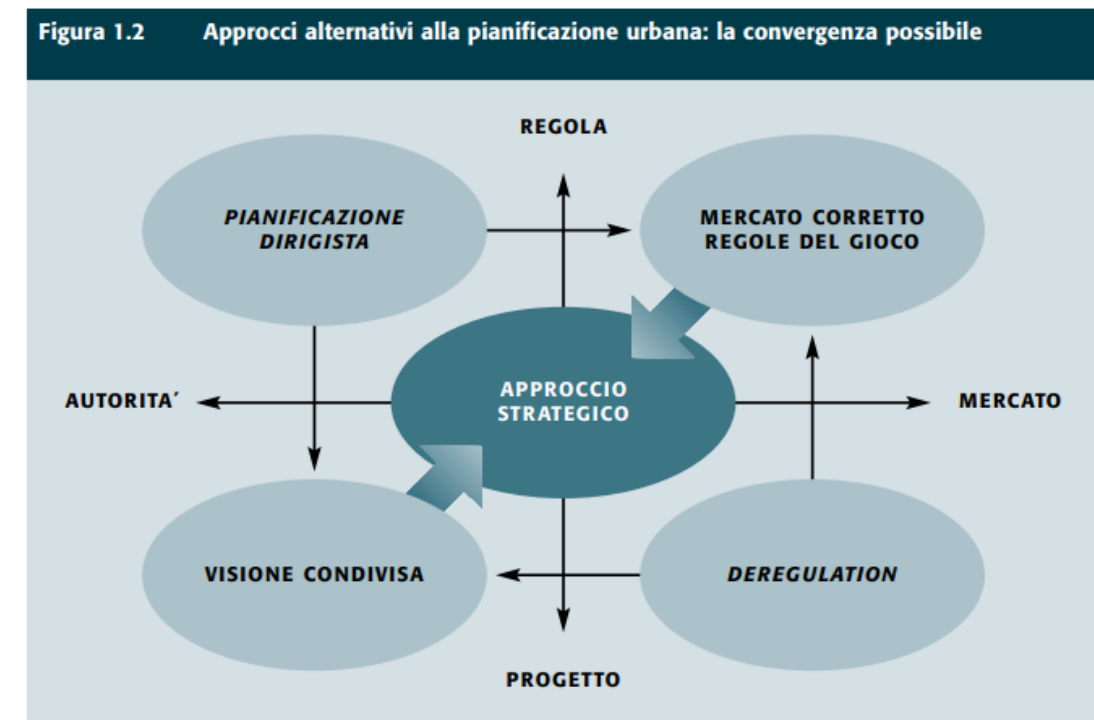 Figura 1.2 Approcci alternativi alla pianificazione urbana: la convergenza possibile
REGOLA
PIANIFICAZIONE
DIRIGISTA
MERCATO CORRETTO
REGOLE DEL GIOCO
APPROCCIO
STRATEGICO
AUTORITA´
MERCATO
VISIONE CONDIVISA
DEREGULATION
PROGETTO